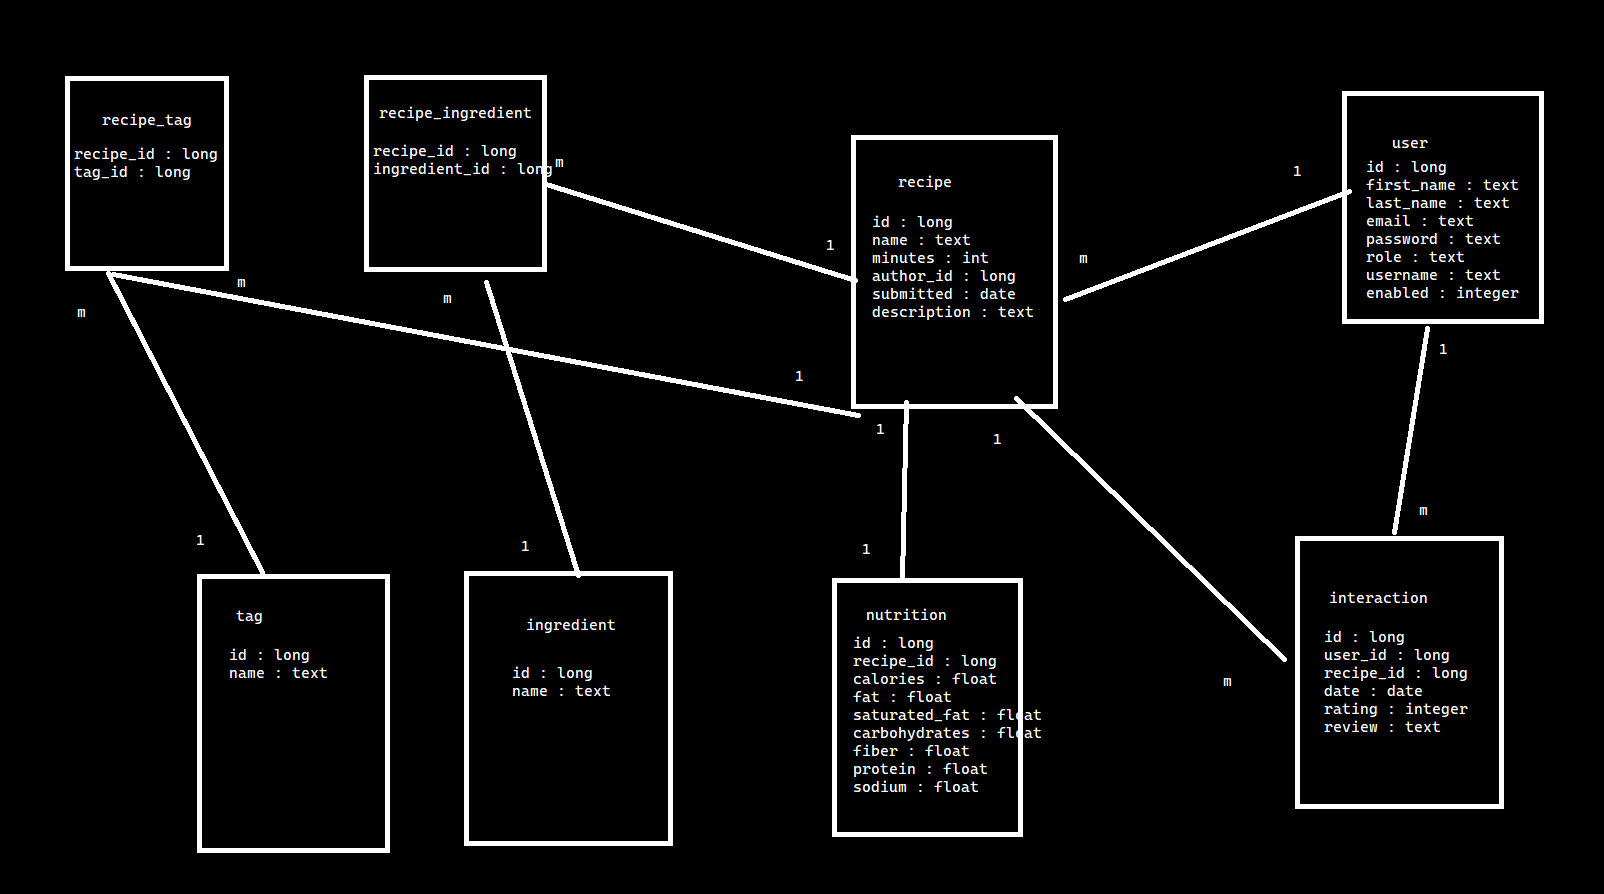 recipe_tag
recipe_id : long
tag_id : long
recipe_ingredient
recipe_id : long
ingredient_id : long
m
recipe
id : long
name : text
minutes : int
author_id : long
submitted : date
description : text
user
id : long
first_name : text
last_name : text
email : text
password : text
role : text
username : text
enabled : integer
1
1
m
m
m
m
1
1
1
1
m
1
1
1
m
tag
id : long
name : text
ingredient
id : long
name : text
nutrition
id : long
recipe_id : long
calories : float
fat : float
saturated_fat : float
carbohydrates : float
fiber : float
protein : float
sodium : float
interaction
id : long
user_id : long
recipe_id : long
date : date
rating : integer
review : text